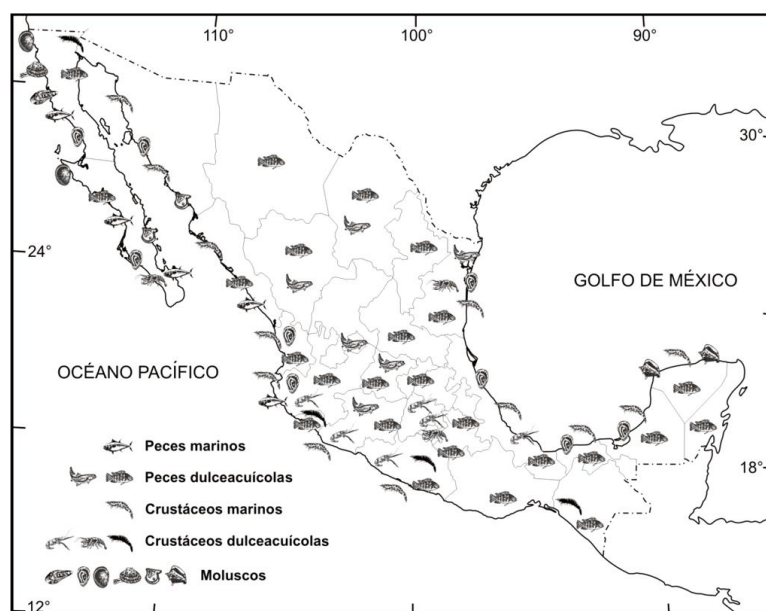 110°
100°
90°
30°
24°
GOLFO DE MÉXICO
OCÉANO PACÍFICO
Peces marinos
18°
Peces dulceacuícolas
Crustáceos marinos
Crustáceos dulceacuícolas
Moluscos
12°